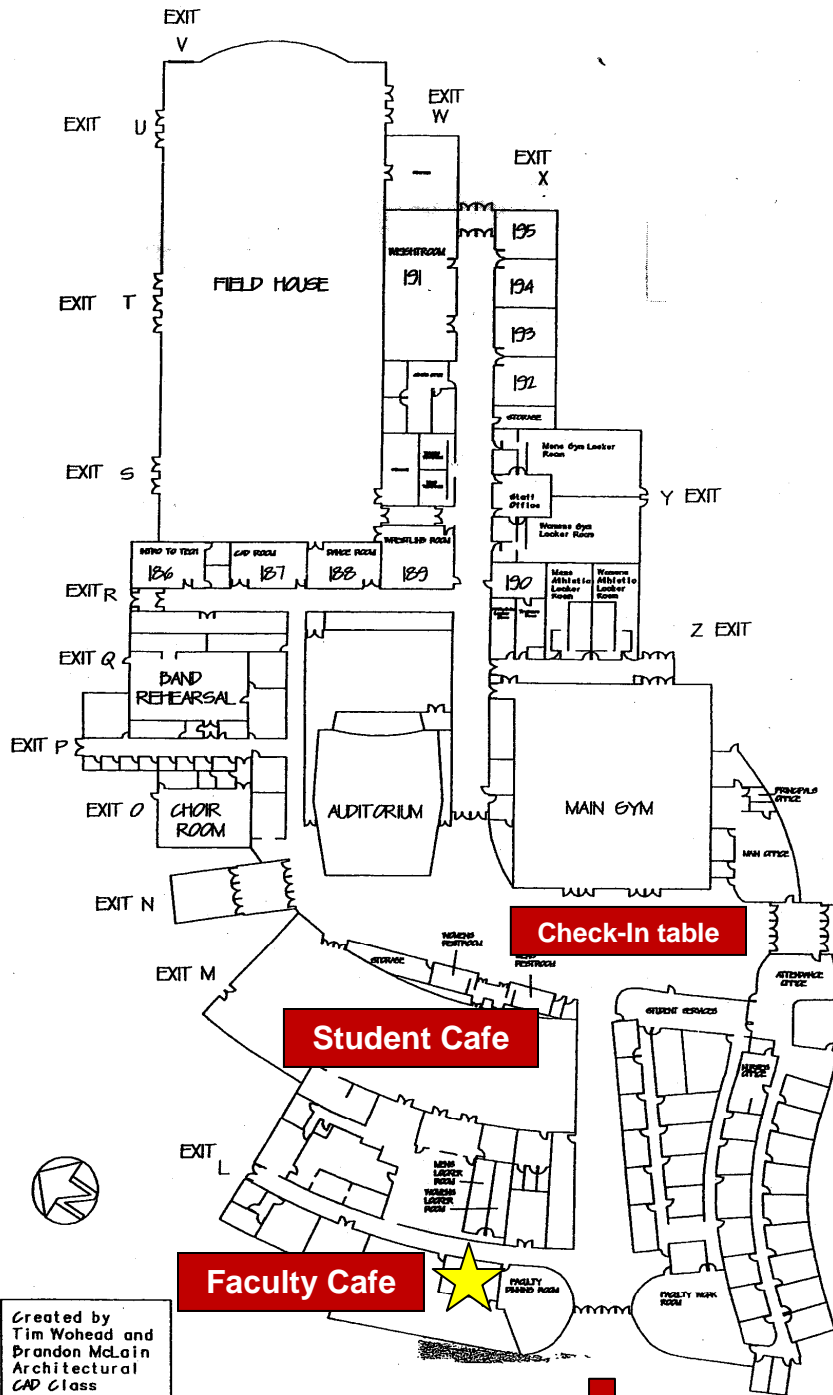 EXIT
V
EXIT
W
EXIT U
EXIT
X
195
WEIGHTROOM
191
194
FIELD HOUSE
EXIT T
193
192
STORAGE
Mens Gym Locker
Room
EXIT S
Staff
Office
Y EXIT
Womens Gym
Locker Room
INTRO TO TECH
186
CAD ROOM
187
DANCE ROOM
188
WRESTLING ROOM
189
190
Mens
Athletic
Locker
Room
Womens
Athletic
Locker
Room
EXIT R
Z EXIT
EXIT Q
BAND
REHEARSAL
EXIT P
PRINCIPALS
OFFICE
EXIT O
CHOIR
ROOM
AUDITORIUM
MAIN GYM
MAIN OFFICE
EXIT N
Check-In table
WOMENS
RESTROOM
RESTROOM
STORAGE
EXIT M
ATTENDANCE
OFFICE
STUDENT SERVICES
Student Cafe
NURSES
OFFICE
EXIT
L
MENS
LOCKER
ROOM
WOMENS
LOCKER
ROOM
Faculty Cafe
FACULTY
DINING ROOM
FACULTY WORK
ROOM
Created by
Tim Wohead and
Brandon McLain
Architectural
CAD Class